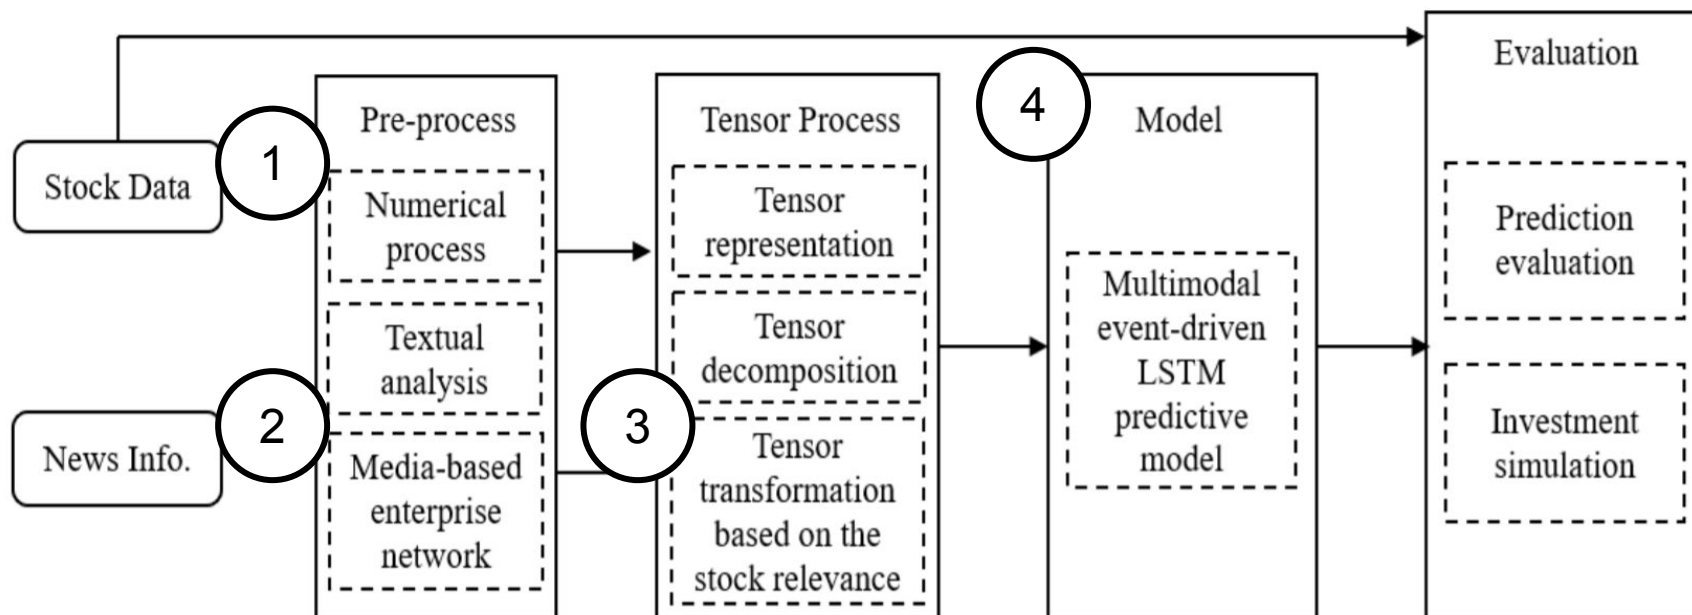 Stock Data
News Info.
1
2
Pre-process
Numerical
process
Textual
analysis
Media-based
enterprise
network
3
Tensor Process
Tensor
representation
Tensor
decomposition
Tensor
transformation
based on the
stock relevance
4
Model
Multimodal
event-driven
LSTM
predictive
model
Evaluation
Prediction
evaluation
Investment
simulation